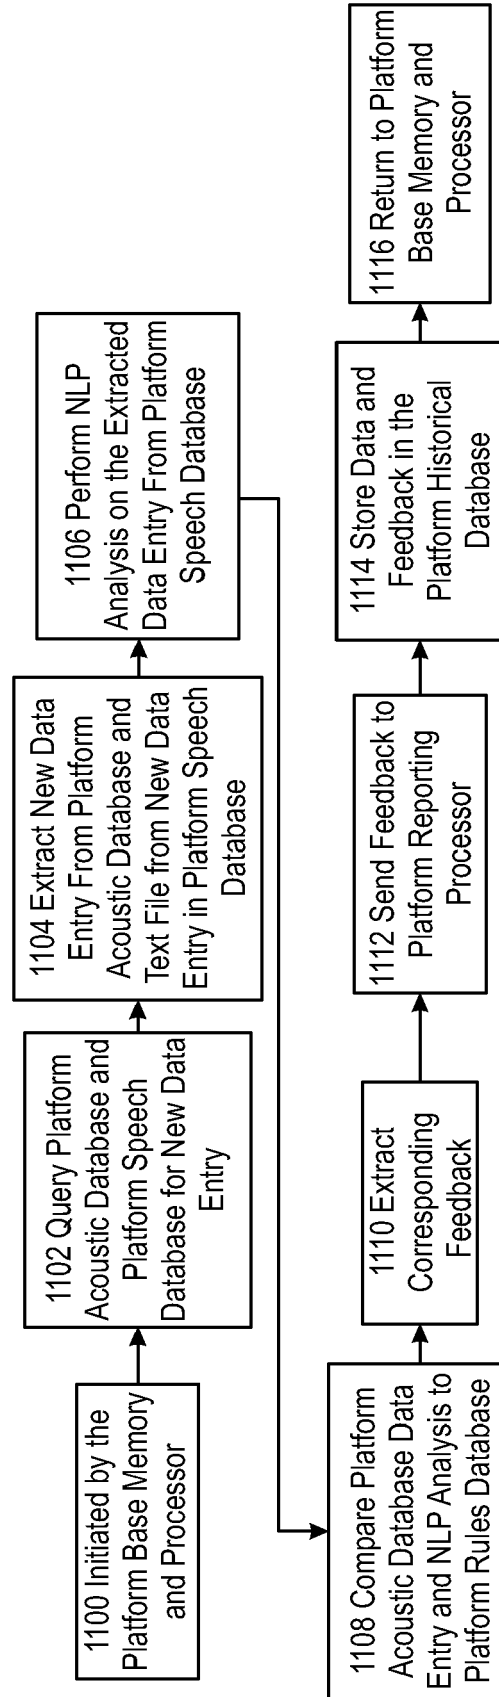 1100 Initiated by the
Platform Base Memory
and Processor
1102 Query Platform
Acoustic Database and
Platform Speech
Database for New Data
Entry
1104 Extract New Data
Entry From Platform
Acoustic Database and
Text File from New Data
Entry in Platform Speech
Database
1106 Perform NLP
Analysis on the Extracted
Data Entry From Platform
Speech Database
1108 Compare Platform
Acoustic Database Data
Entry and NLP Analysis to
Platform Rules Database
1110 Extract
Corresponding
Feedback
1112 Send Feedback to
Platform Reporting
Processor
1114 Store Data and
Feedback in the
Platform Historical
Database
1116 Return to Platform
Base Memory and
Processor